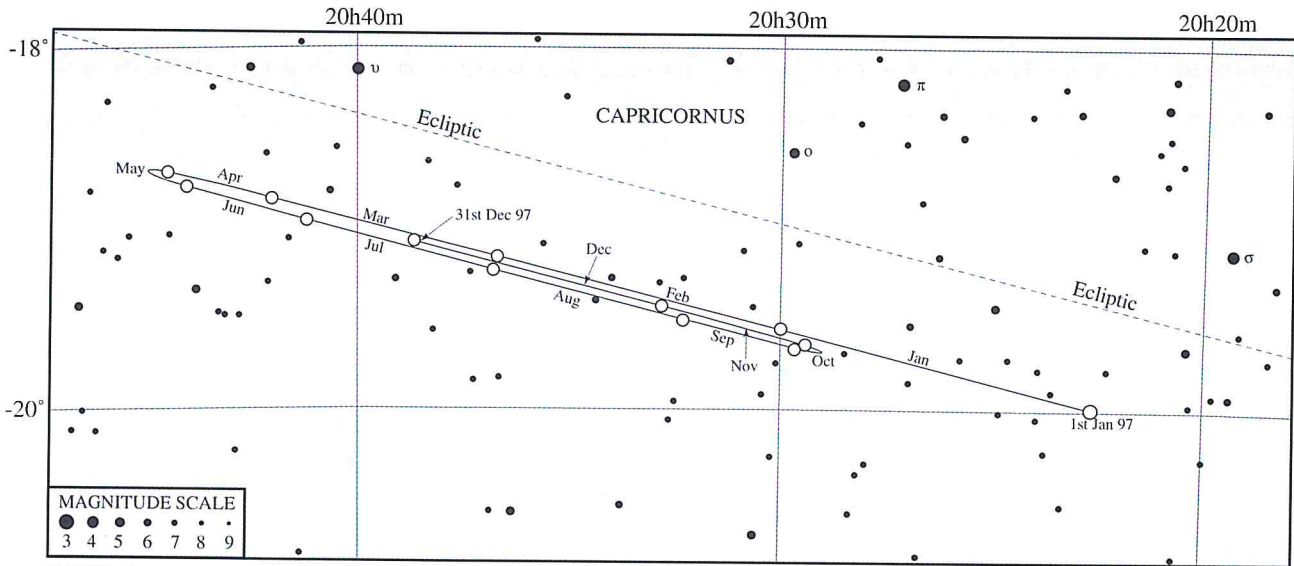 20h40m 20h30m 20h20m
-18°
υ
π
Ecliptic
CAPRICORNUS
ο
May
Apr
Jun
Mar
31st Dec 97
Jul
Dec
σ
Aug
Feb
Ecliptic
Sep
Nov
Oct
Jan
-20°
1st Jan 97
MAGNITUDE SCALE
3 4 5 6 7 8 9